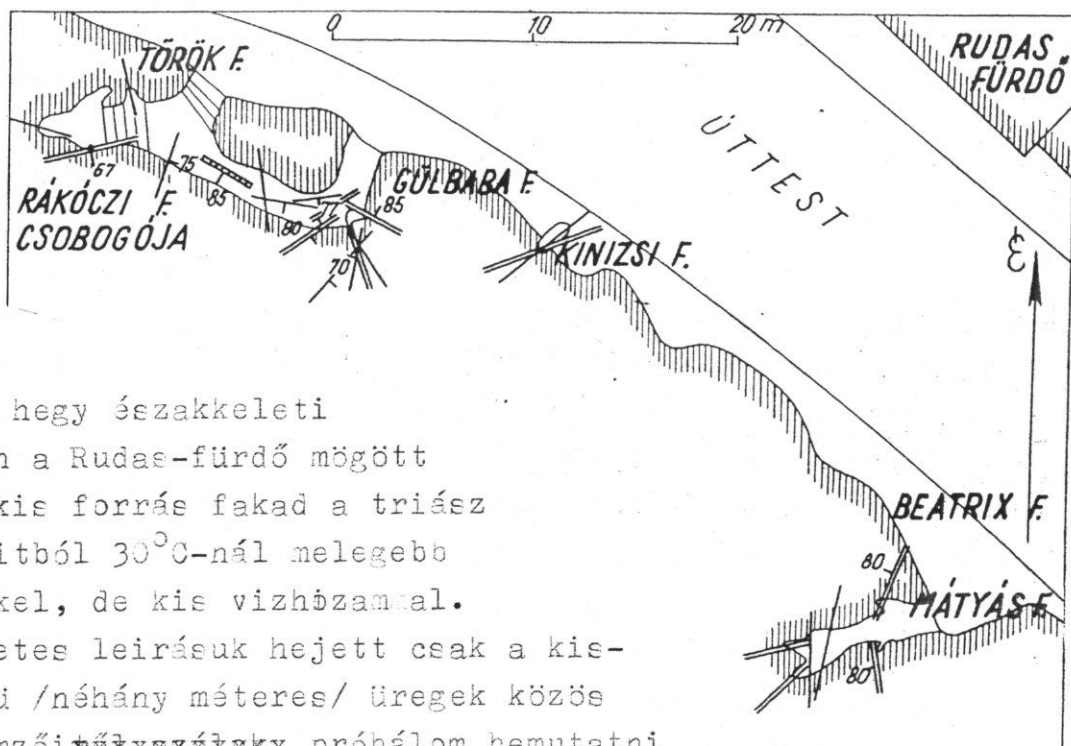 0 10 20 m
TÖRÖK F.
RUDAS
FÜRDŐ
ÚTTEST
67
75
85
RÁKÓCZI F.
CSOBOGÓJA
80
77
85
70
GÜLBABA F.
KINIZSI F.
É
BEATRIX F.
80
MÁTYÁS F.
80
hegy északkeleti
a Rudas-fürdő mögött
kis forrás fakad a triász
itból 30°C-nál melegebb
kel, de kis vizhozammal.
etes leirásuk hejett csak a kis-
/néhány méteres/ üregek közös
próbálom bemutatni